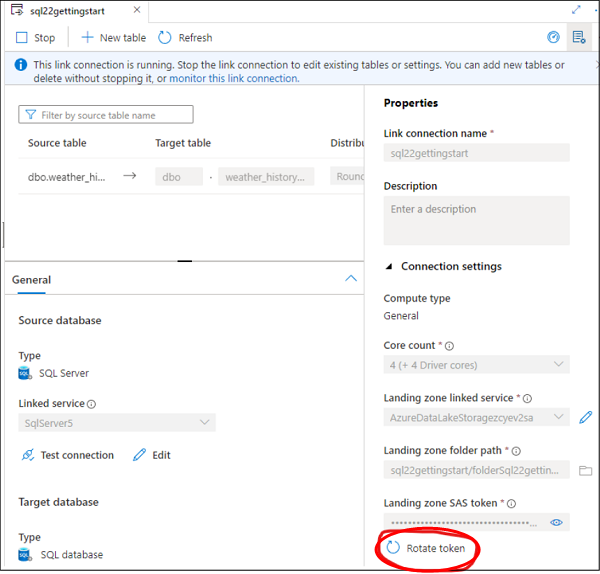 sql22gettingstart
Stop
New table
Refresh
This link connection is running. Stop the link connection to edit existing tables or settings. You can add new tables or
delete without stopping it, or monitor this link connection.
Filter by source table name
Source table Target table Distribu
dbo.weather_hi... dbo . weather_history... Round
General
Source database
Type
SQL SQL Server
Linked service
SqlServer5
Test connection Edit
Target database
Type
SQL SQL database
Properties
Link connection name *
sql22gettingstart
Description
Enter a description
Connection settings
Compute type
General
Core count *
4 (+ 4 Driver cores)
Landing zone linked service *
AzureDataLakeStoragezcyev2sa
Landing zone folder path *
sql22gettingstart/folderSql22gettin...
Landing zone SAS token *
••••••••••••••••••••••••••••••••...
Rotate token